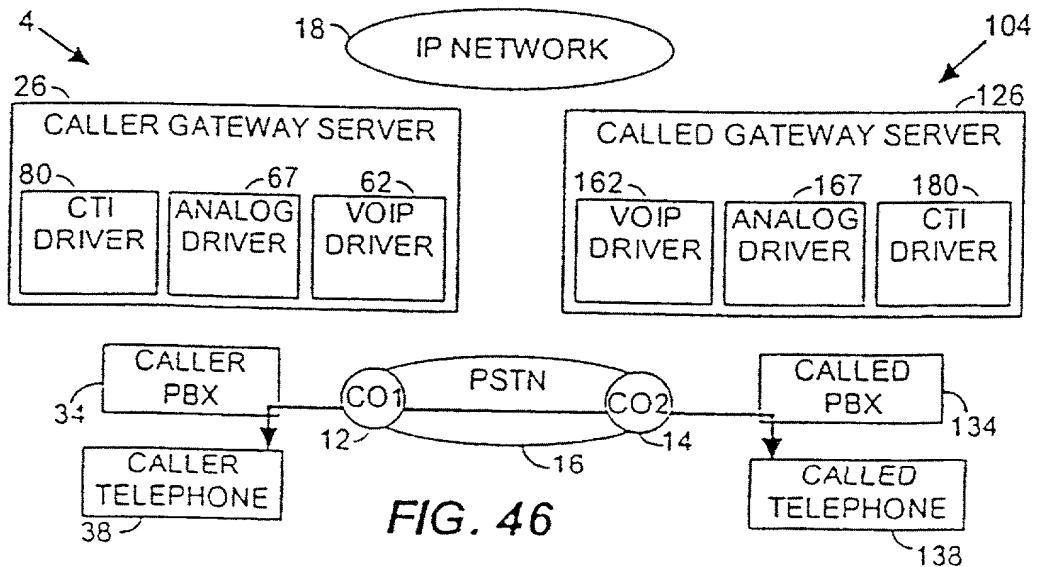 4
18
IP NETWORK
104
26
126
CALLER GATEWAY SERVER
CALLED GATEWAY SERVER
80
67
62
162
167
180
CTI
DRIVER
ANALOG
DRIVER
VOIP
DRIVER
VOIP
DRIVER
ANALOG
DRIVER
CTI
DRIVER
CALLER
PBX
34
PSTN
CO1
CO2
CALLED
PBX
134
12
14
16
CALLER
TELEPHONE
38
CALLED
TELEPHONE
138
FIG. 46